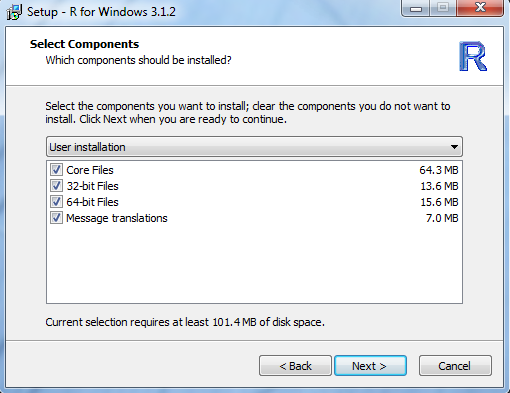 Setup - R for Windows 3.1.2
Select Components
Which components should be installed?
R
Select the components you want to install; clear the components you do not want to
install. Click Next when you are ready to continue.
User installation
Core Files 64.3 MB
32-bit Files 13.6 MB
64-bit Files 15.6 MB
Message translations 7.0 MB
Current selection requires at least 101.4 MB of disk space.
< Back Next > Cancel